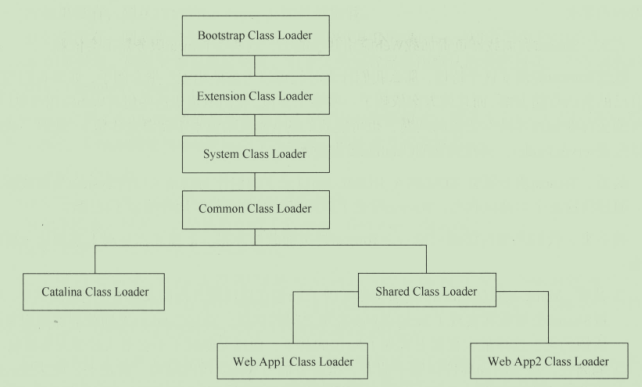 Bootstrap Class Loader
Extension Class Loader
System Class Loader
Common Class Loader
Catalina Class Loader
Shared Class Loader
Web App1 Class Loader
Web App2 Class Loader